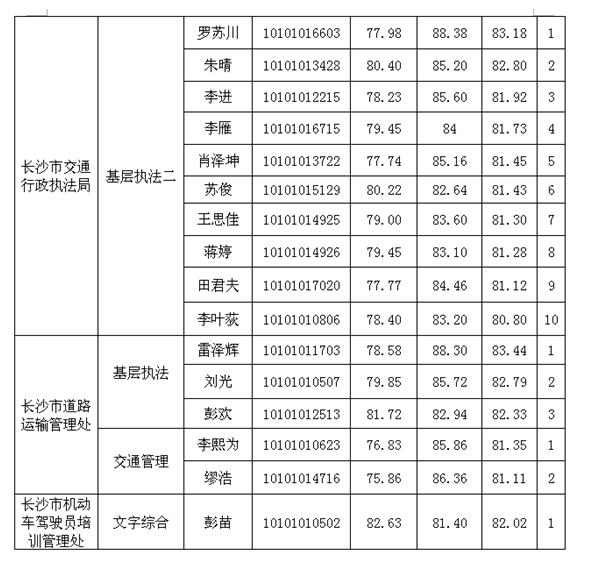 罗苏川 10101016603 77.98 88.38 83.18 1
朱晴 10101013428 80.40 85.20 82.80 2
李进 10101012215 78.23 85.60 81.92 3
李雁 10101016715 79.45 84 81.73 4
长沙市交通
行政执法局
基层执法二
肖泽坤 10101013722 77.74 85.16 81.45 5
苏俊 10101015129 80.22 82.64 81.43 6
王思佳 10101014925 79.00 83.60 81.30 7
蒋婷 10101014926 79.45 83.10 81.28 8
田君夫 10101017020 77.77 84.46 81.12 9
李叶荻 10101010806 78.40 83.20 80.80 10
长沙市道路
运输管理处
基层执法
雷泽辉 10101011703 78.58 88.30 83.44 1
刘光 10101010507 79.85 85.72 82.79 2
彭欢 10101012513 81.72 82.94 82.33 3
交通管理
李熙为 10101010623 76.83 85.86 81.35 1
缪浩 10101014716 75.86 86.36 81.11 2
长沙市机动
车驾驶员培
训管理处
文字综合 彭苗 10101010502 82.63 81.40 82.02 1